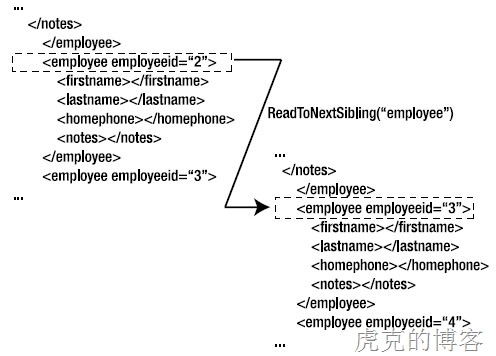 ...
</notes>
</employee>
<employee employeeid=“2”>
<firstname></firstname>
<lastname></lastname>
<homephone></homephone>
<notes></notes>
</employee>
<employee employeeid=“3”>
...
ReadToNextSibling(“employee”)
...
</notes>
</employee>
<employee employeeid=“3”>
<firstname></firstname>
<lastname></lastname>
<homephone></homephone>
<notes></notes>
</employee>
<employee employeeid=“4”>
...
虎克的博客